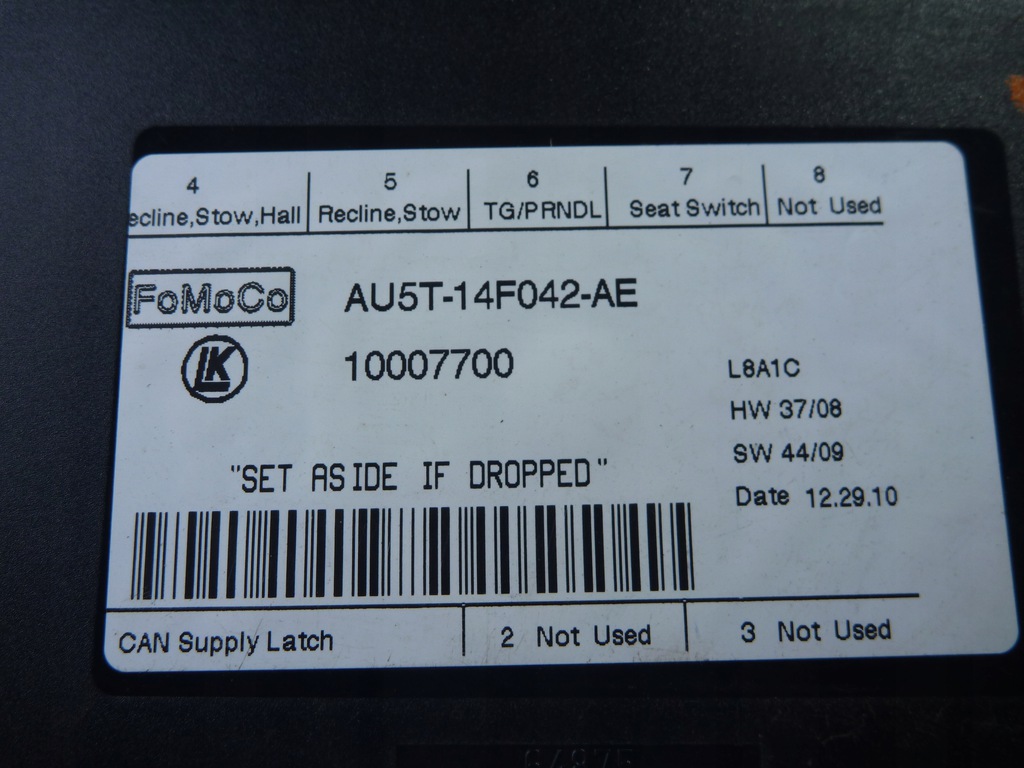 4 5 6 7 8
ecline,Stow,Hall Recline,Stow TG/PRNDL Seat Switch Not Used
FoMoCo AU5T-14F042-AE
LK 10007700
L8A1C
HW 37/08
SW 44/09
"SET ASIDE IF DROPPED"
Date 12.29.10
CAN Supply Latch 2 Not Used 3 Not Used